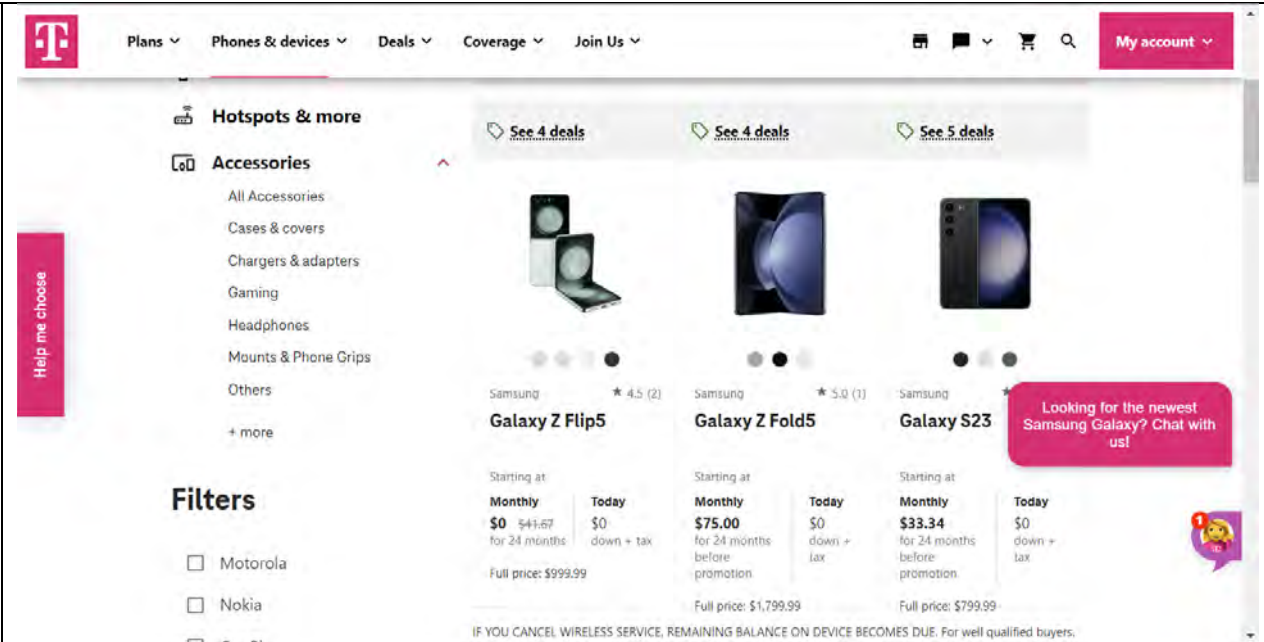 T
Plans Phones & devices Deals Coverage Join Us My account
Hotspots & more
Accessories
All Accessories
Cases & covers
Chargers & adapters
Gaming
Headphones
Mounts & Phone Grips
Others
+ more
Filters
Motorola
Nokia
Help me choose
See 4 deals
See 4 deals
See 5 deals
Samsung ★ 4.5 (2)
Galaxy Z Flip5
Starting at
Monthly Today
$0 $41.67 $0
for 24 months down + tax
Full price: $999.99
Samsung ★ 5.0 (1)
Galaxy Z Fold5
Starting at
Monthly Today
$75.00 $0
for 24 months down +
before tax
promotion
Full price: $1,799.99
Samsung ★
Galaxy S23
Starting at
Monthly Today
$33.34 $0
for 24 months down +
before tax
promotion
Full price: $799.99
Looking for the newest
Samsung Galaxy? Chat with
us!
1
IF YOU CANCEL WIRELESS SERVICE, REMAINING BALANCE ON DEVICE BECOMES DUE. For well qualified buyers.